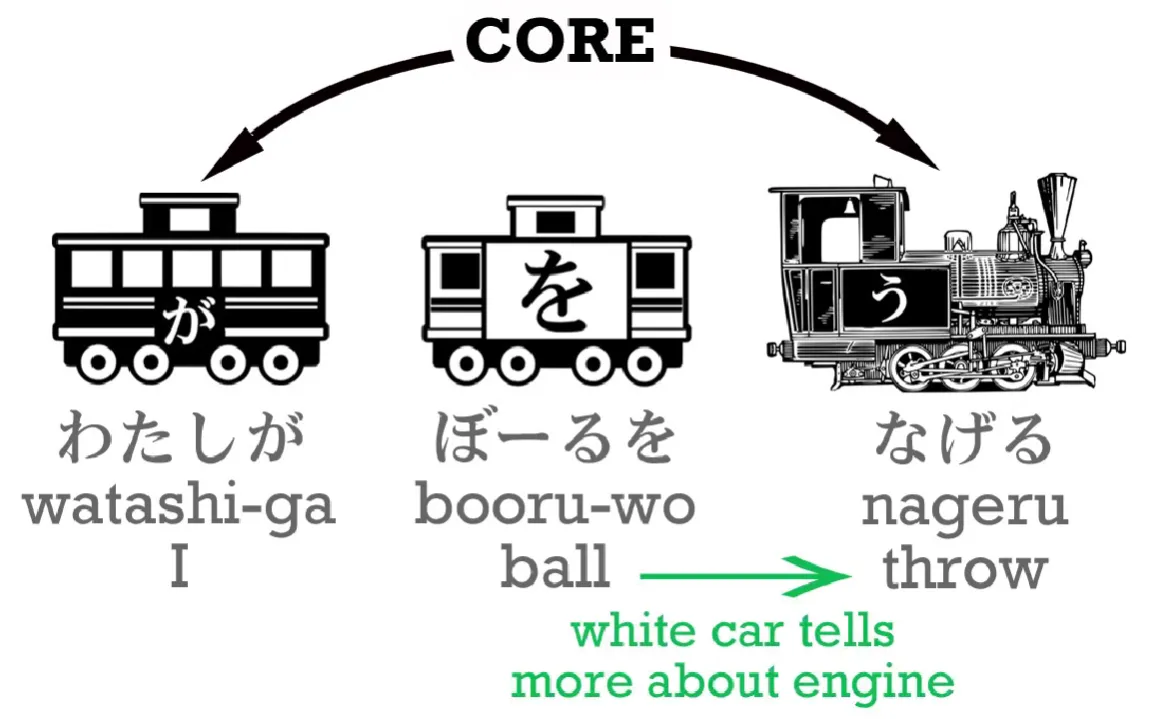 CORE
が
を
う
わたしが
ぼーるを
なげる
watashi-ga
booru-wo
nageru
I
ball
throw
white car tells
more about engine